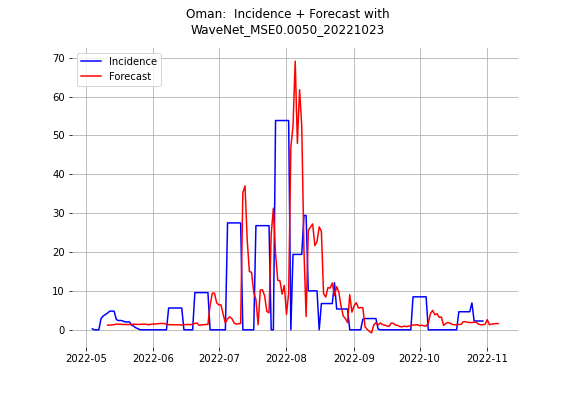 Oman:  Incidence + Forecast with
WaveNet_MSE0.0050_20221023
Incidence
Forecast
70
60
50
40
30
20
10
0
2022-05 2022-06 2022-07 2022-08 2022-09 2022-10 2022-11